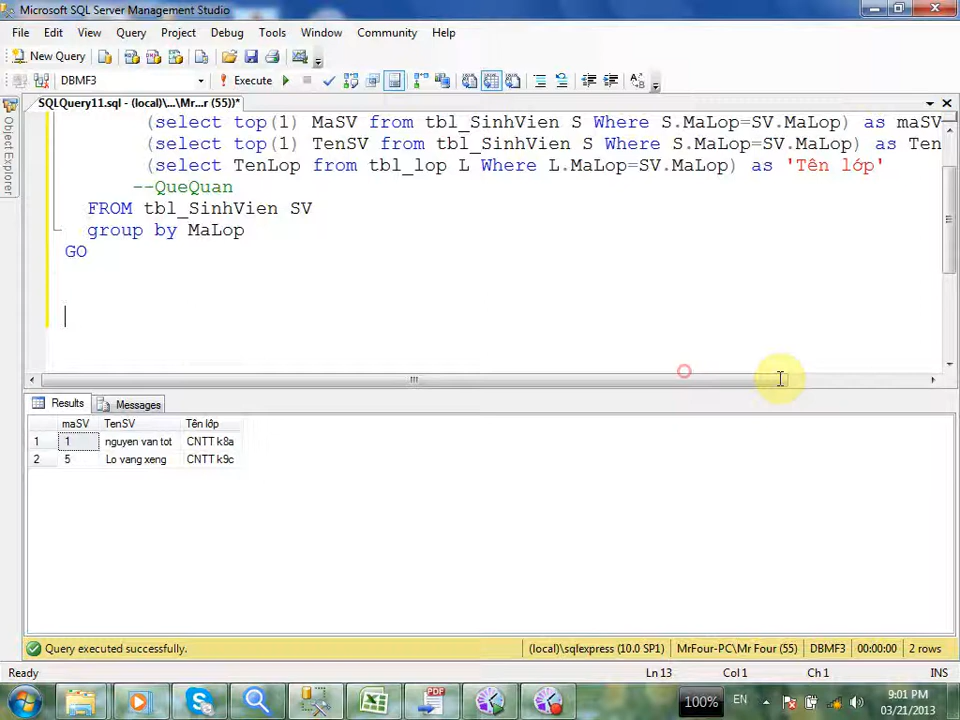 Microsoft SQL Server Management Studio
File Edit View Query Project Debug Tools Window Community Help
New Query
DBMF3 Execute
SQLQuery11.sql - (local)\...\Mr...r (55))*
Object Explorer
(select top(1) MaSV from tbl_SinhVien S Where S.MaLop=SV.MaLop) as maSV
(select top(1) TenSV from tbl_SinhVien S Where S.MaLop=SV.MaLop) as Ten
(select TenLop from tbl_lop L Where L.MaLop=SV.MaLop) as 'Tên lớp'
--QueQuan
FROM tbl_SinhVien SV
group by MaLop
GO
Results Messages
maSV TenSV Tên lớp
1 1 nguyen van tot CNTT k8a
2 5 Lo vang xeng CNTT k9c
Query executed successfully. (local)\sqlexpress (10.0 SP1) MrFour-PC\Mr Four (55) DBMF3 00:00:00 2 rows
Ready Ln 13 Col 1 Ch 1 INS
100% EN 9:01 PM
03/21/2013
PDF